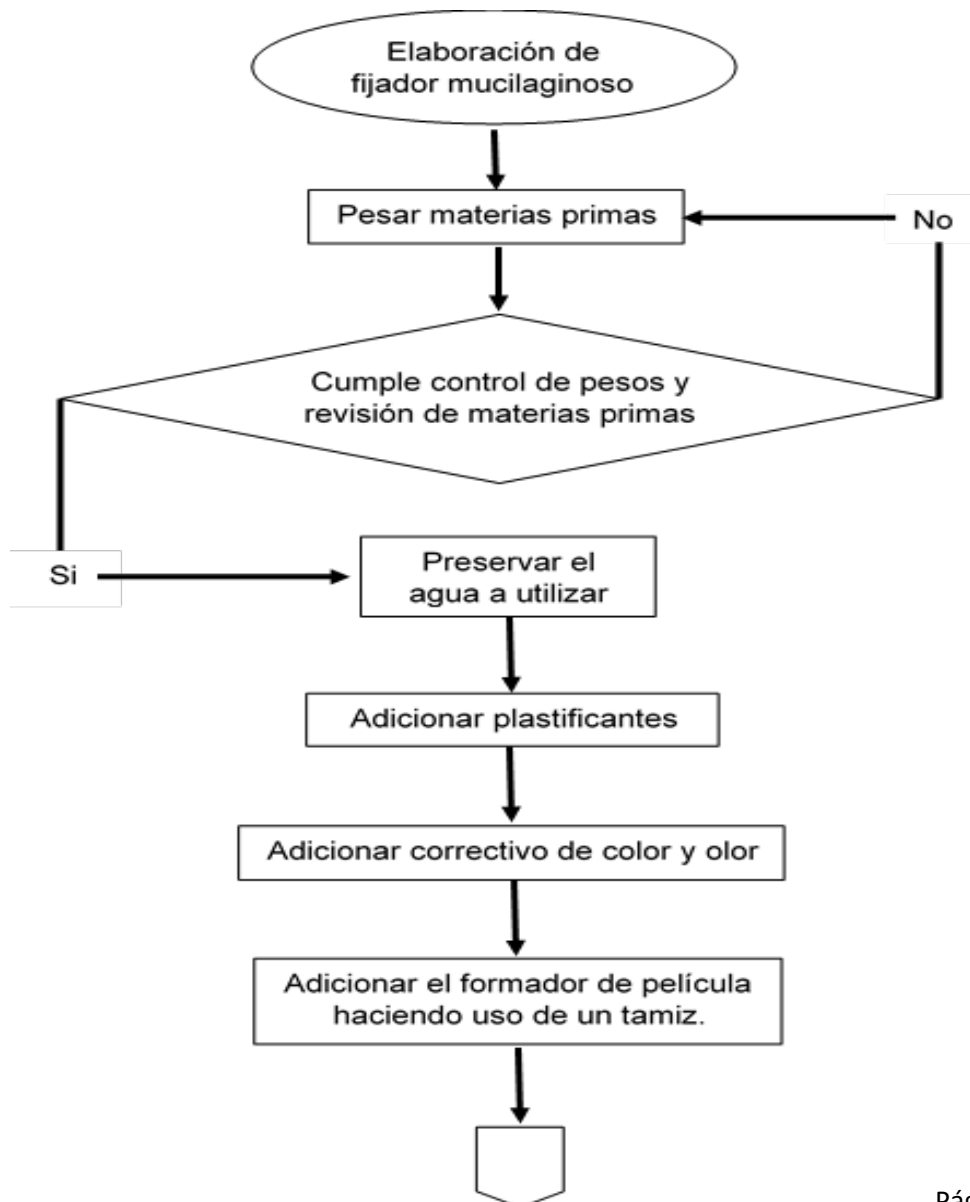 Elaboración de
fijador mucilaginoso
Pesar materias primas
No
Cumple control de pesos y
revisión de materias primas
Si
Preservar el
agua a utilizar
Adicionar plastificantes
Adicionar correctivo de color y olor
Adicionar el formador de película
haciendo uso de un tamiz.